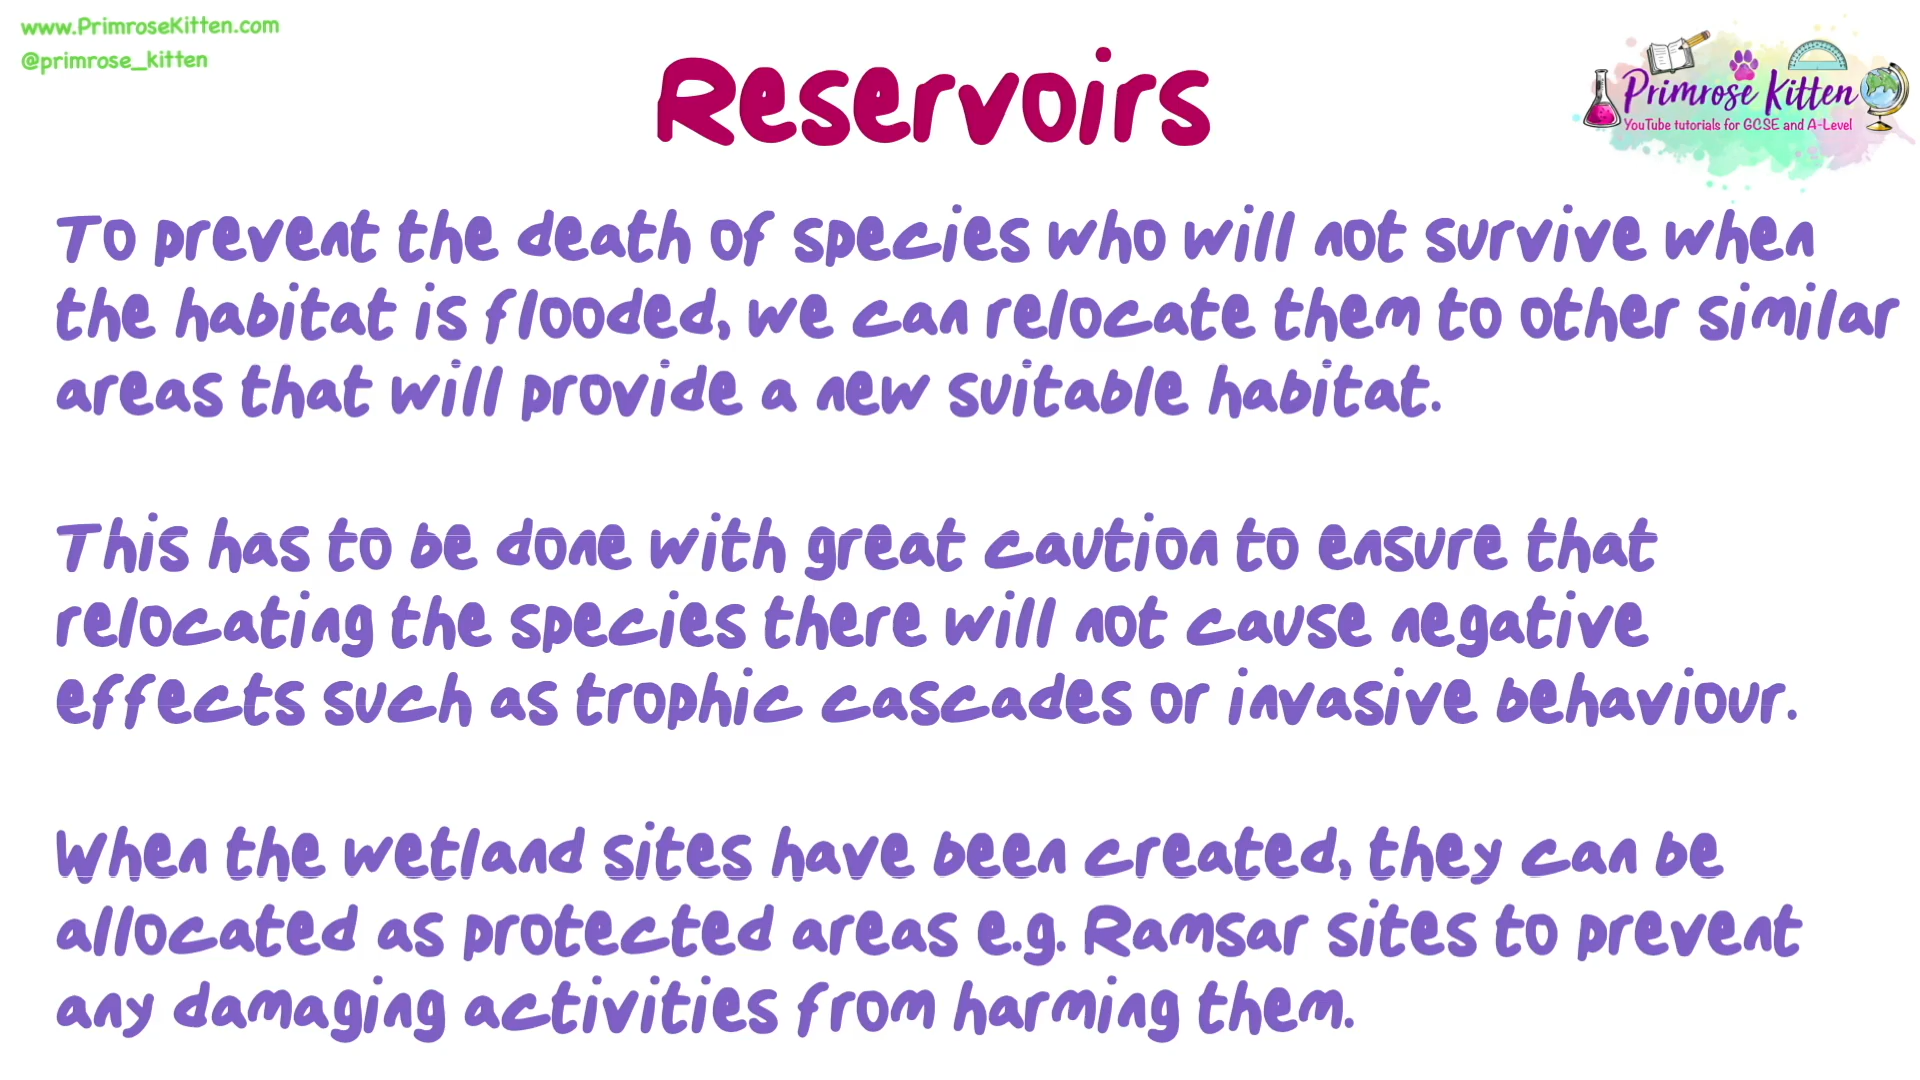 www.PrimroseKitten.com
@primrose_kitten
Reservoirs
Primrose Kitten
YouTube tutorials for GCSE and A-Level
To prevent the death of species who will not survive when
the habitat is flooded, we can relocate them to other similar
areas that will provide a new suitable habitat.
This has to be done with great caution to ensure that
relocating the species there will not cause negative
effects such as trophic cascades or invasive behaviour.
When the wetland sites have been created, they can be
allocated as protected areas e.g. Ramsar sites to prevent
any damaging activities from harming them.